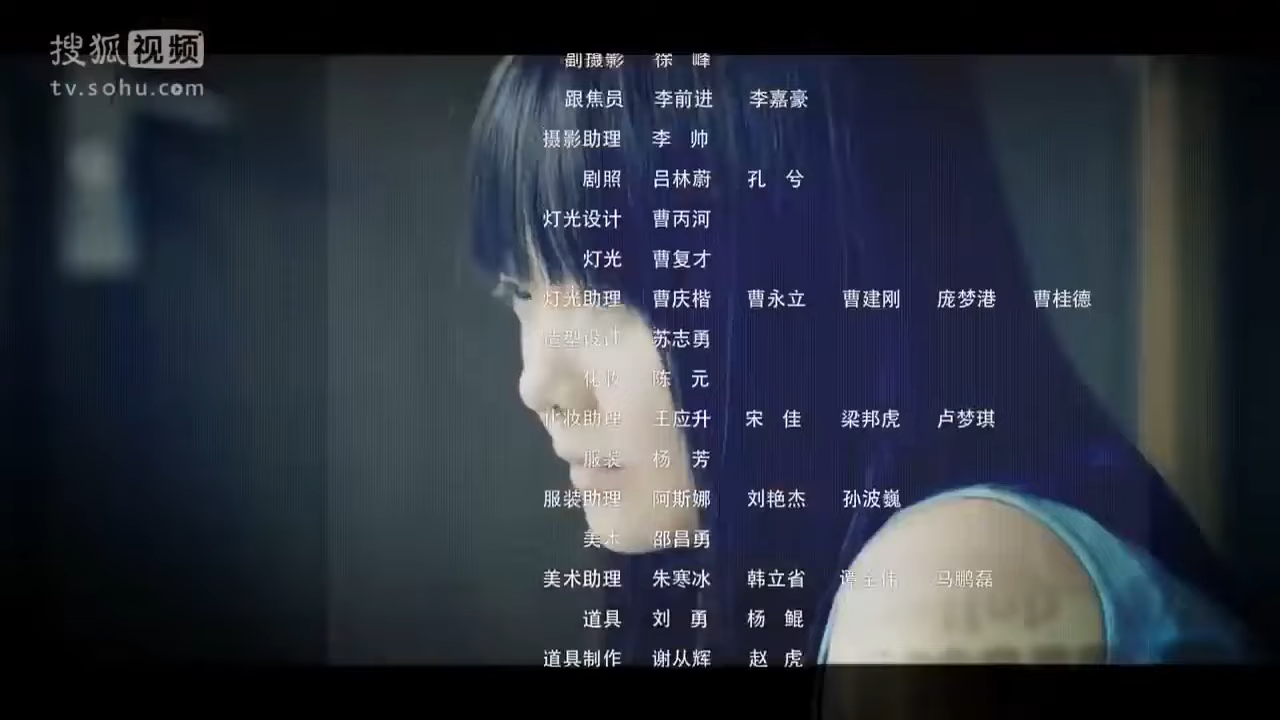 搜狐视频
tv.sohu.com
副摄影 徐 峰
跟焦员 李前进 李嘉豪
摄影助理 李 帅
剧照 吕林蔚 孔 兮
灯光设计 曹丙河
灯光 曹复才
灯光助理 曹庆楷 曹永立 曹建刚 庞梦港 曹桂德
造型设计 苏志勇
化妆 陈 元
化妆助理 王应升 宋 佳 梁邦虎 卢梦琪
服装 杨 芳
服装助理 阿斯娜 刘艳杰 孙波巍
美术 邵昌勇
美术助理 朱寒冰 韩立省 谭全伟 马鹏磊
道具 刘 勇 杨 鲲
道具制作 谢从辉 赵 虎